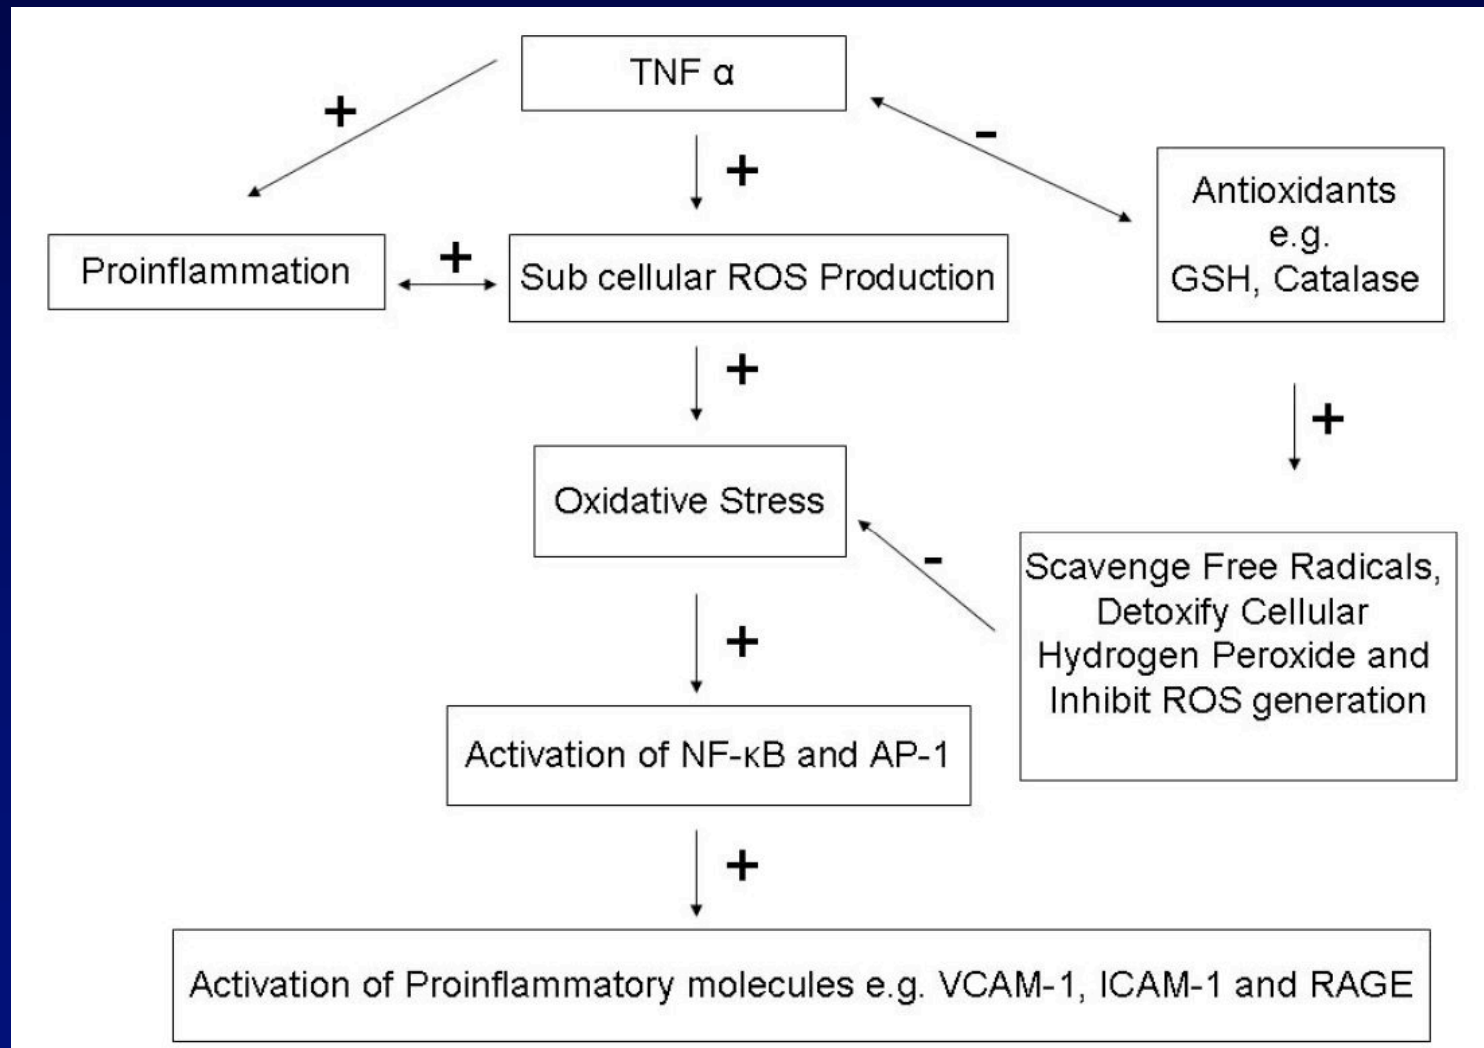 TNF α
+
-
+
Antioxidants
e.g.
GSH, Catalase
Proinflammation
+
Sub cellular ROS Production
+
+
Oxidative Stress
-
Scavenge Free Radicals,
Detoxify Cellular
Hydrogen Peroxide and
Inhibit ROS generation
+
Activation of NF-κB and AP-1
+
Activation of Proinflammatory molecules e.g. VCAM-1, ICAM-1 and RAGE